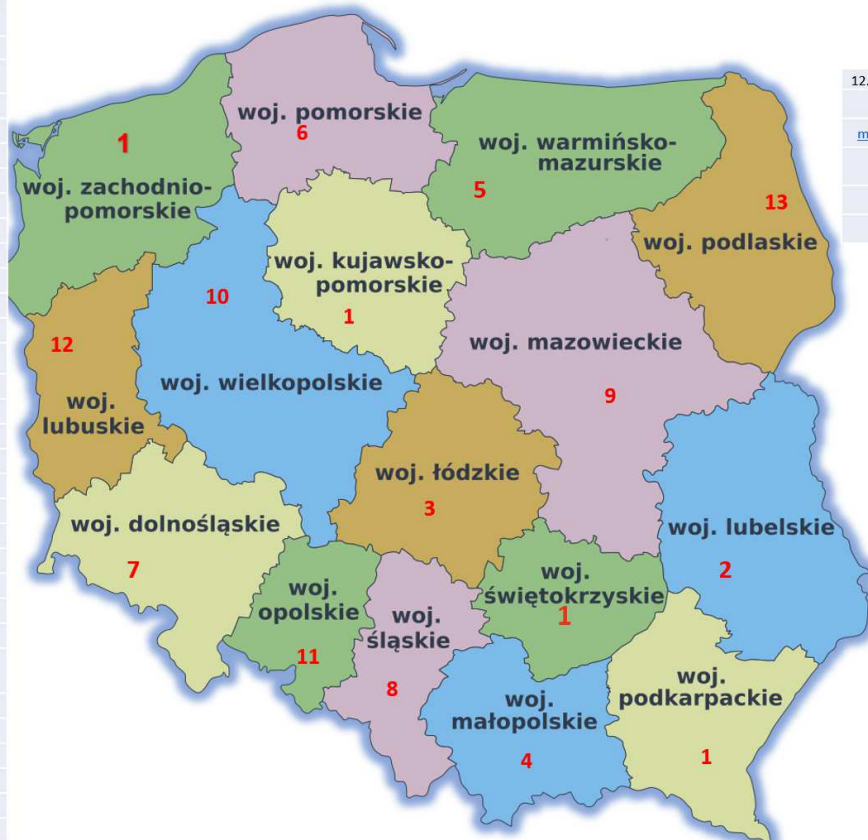 12.
m
woj. pomorskie
6
1
woj. zachodnio-
pomorskie
woj. warmińsko-
mazurskie
5
13
woj. podlaskie
woj. kujawsko-
pomorskie
1
10
12
woj.
lubuskie
woj. wielkopolskie
woj. mazowieckie
9
woj. łódzkie
3
woj. dolnośląskie
7
woj. lubelskie
2
woj.
opolskie
11
woj.
śląskie
8
woj.
świętokrzyskie
1
woj.
małopolskie
4
woj.
podkarpackie
1